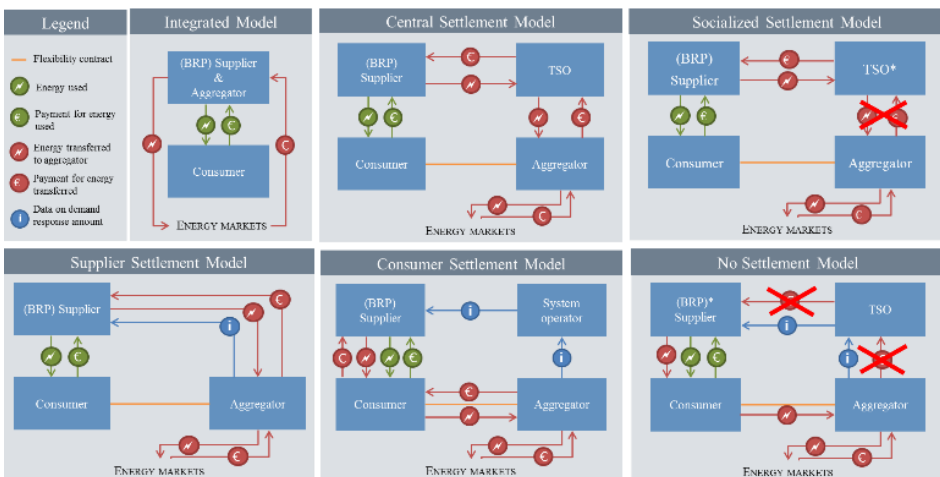 Legend
Flexibility contract
Energy used
Payment for energy
used
Energy transferred
to aggregator
Payment for energy
transferred
Data on demand
response amount
Integrated Model
(BRP) Supplier
&
Aggregator
Consumer
ENERGY MARKETS
Central Settlement Model
(BRP)
Supplier
TSO
Consumer
Aggregator
ENERGY MARKETS
Socialized Settlement Model
(BRP)
Supplier
TSO*
Consumer
Aggregator
ENERGY MARKETS
Supplier Settlement Model
(BRP) Supplier
i
Consumer
Aggregator
ENERGY MARKETS
Consumer Settlement Model
(BRP)
Supplier
i
System
operator
i
Consumer
Aggregator
ENERGY MARKETS
No Settlement Model
(BRP)*
Supplier
i
TSO
i
Consumer
Aggregator
ENERGY MARKETS